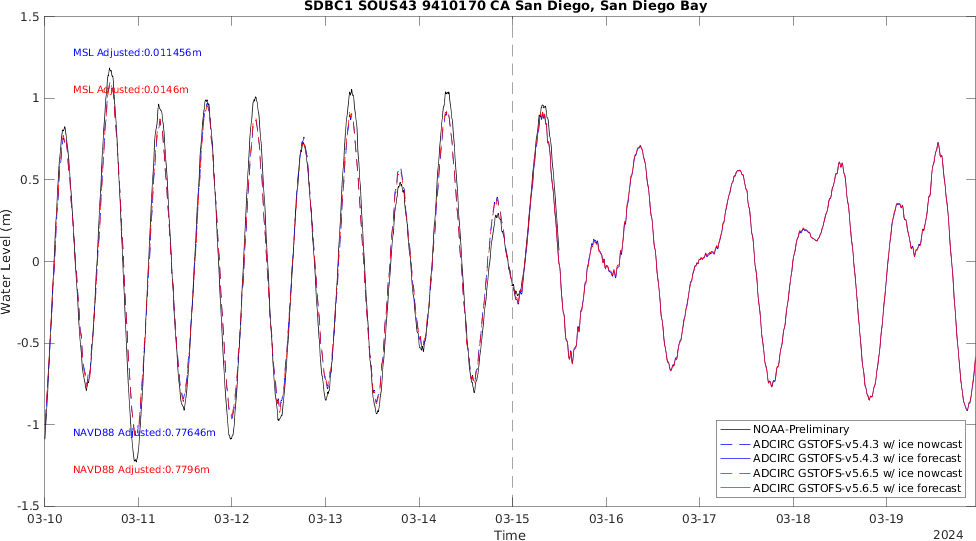 SDBC1 SOUS43 9410170 CA San Diego, San Diego Bay
1.5
1
0.5
0
-0.5
-1
-1.5
Water Level (m)
MSL Adjusted:0.011456m
MSL Adjusted:0.0146m
NAVD88 Adjusted:0.77646m
NAVD88 Adjusted:0.7796m
NOAA-Preliminary
ADCIRC GSTOFS-v5.4.3 w/ ice nowcast
ADCIRC GSTOFS-v5.4.3 w/ ice forecast
ADCIRC GSTOFS-v5.6.5 w/ ice nowcast
ADCIRC GSTOFS-v5.6.5 w/ ice forecast
03-10 03-11 03-12 03-13 03-14 03-15 03-16 03-17 03-18 03-19
Time
2024